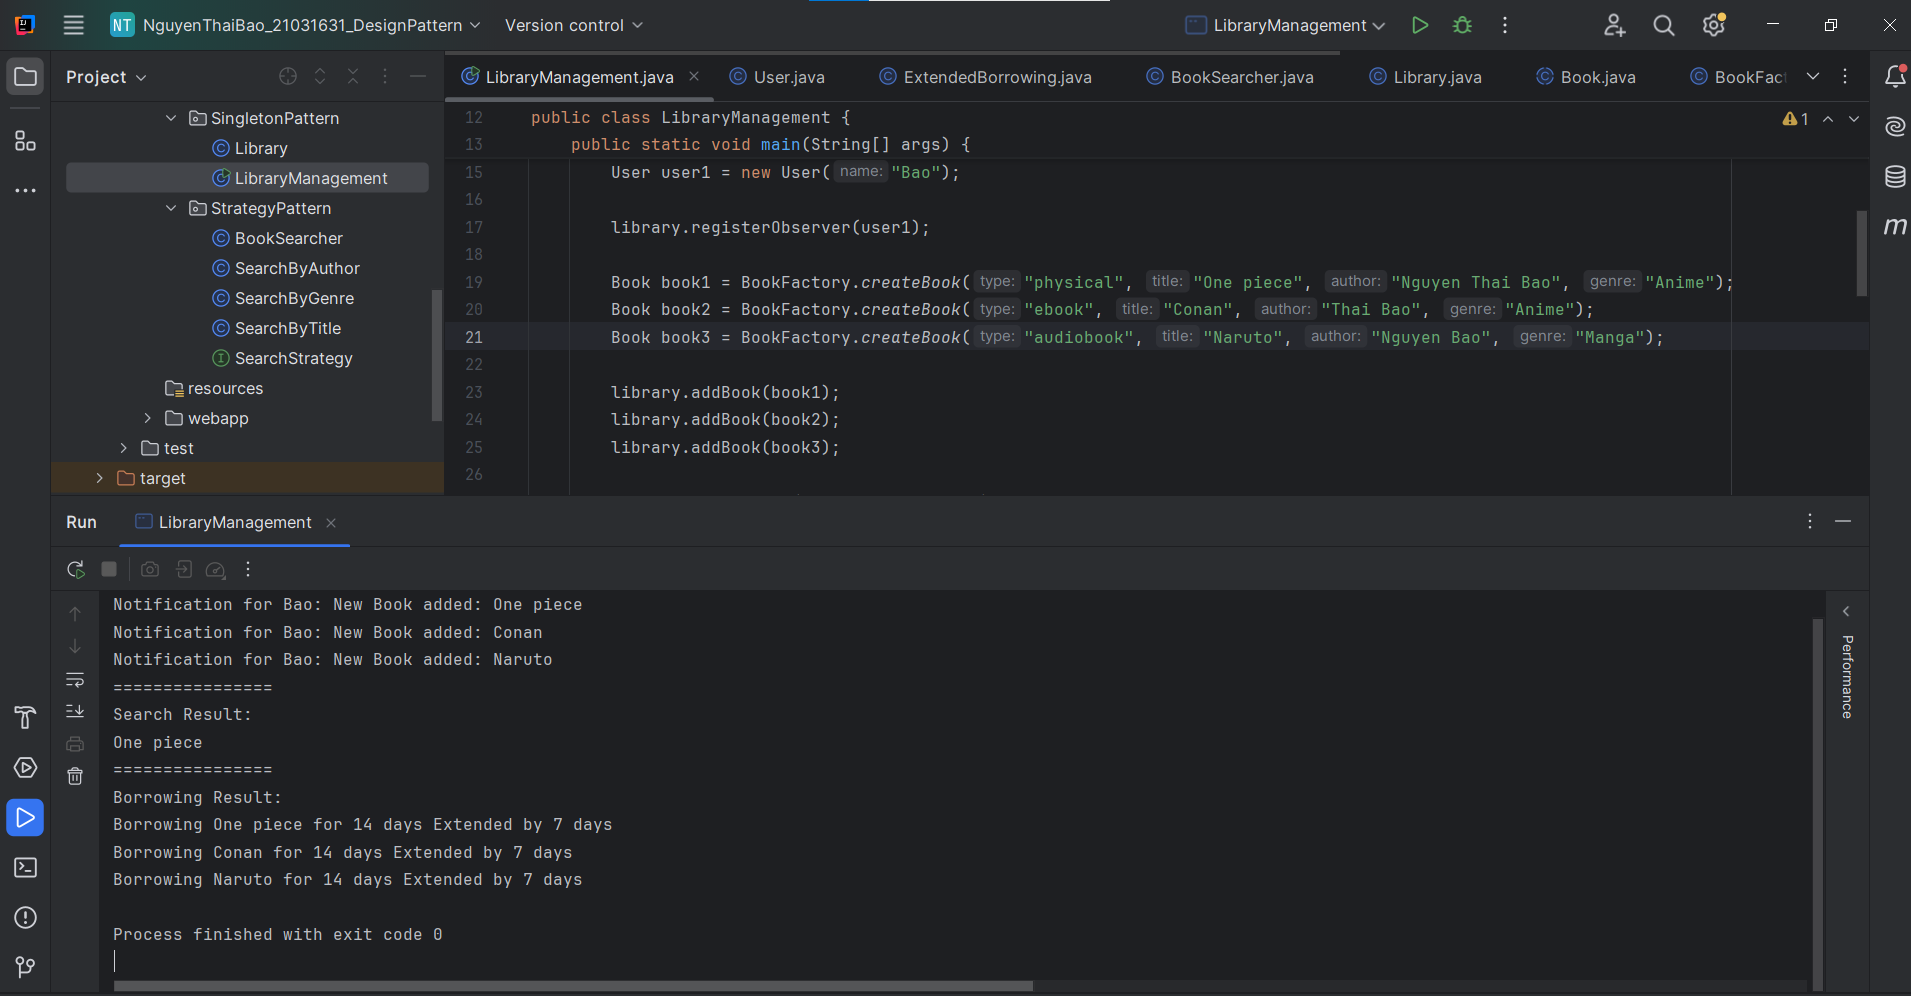 NT NguyenThaiBao_21031631_DesignPattern Version control LibraryManagement
Project
SingletonPattern
Library
LibraryManagement
StrategyPattern
BookSearcher
SearchByAuthor
SearchByGenre
SearchByTitle
SearchStrategy
resources
webapp
test
target
LibraryManagement.java User.java ExtendedBorrowing.java BookSearcher.java Library.java Book.java BookFac
1
12 public class LibraryManagement {
13 public static void main(String[] args) {
15 User user1 = new User( name: "Bao");
16
17 library.registerObserver(user1);
18
19 Book book1 = BookFactory.createBook( type: "physical", title: "One piece", author: "Nguyen Thai Bao", genre: "Anime");
20 Book book2 = BookFactory.createBook( type: "ebook", title: "Conan", author: "Thai Bao", genre: "Anime");
21 Book book3 = BookFactory.createBook( type: "audiobook", title: "Naruto", author: "Nguyen Bao", genre: "Manga");
22
23 library.addBook(book1);
24 library.addBook(book2);
25 library.addBook(book3);
26
Run LibraryManagement
Notification for Bao: New Book added: One piece
Notification for Bao: New Book added: Conan
Notification for Bao: New Book added: Naruto
================
Search Result:
One piece
================
Borrowing Result:
Borrowing One piece for 14 days Extended by 7 days
Borrowing Conan for 14 days Extended by 7 days
Borrowing Naruto for 14 days Extended by 7 days
Process finished with exit code 0
Performance
m